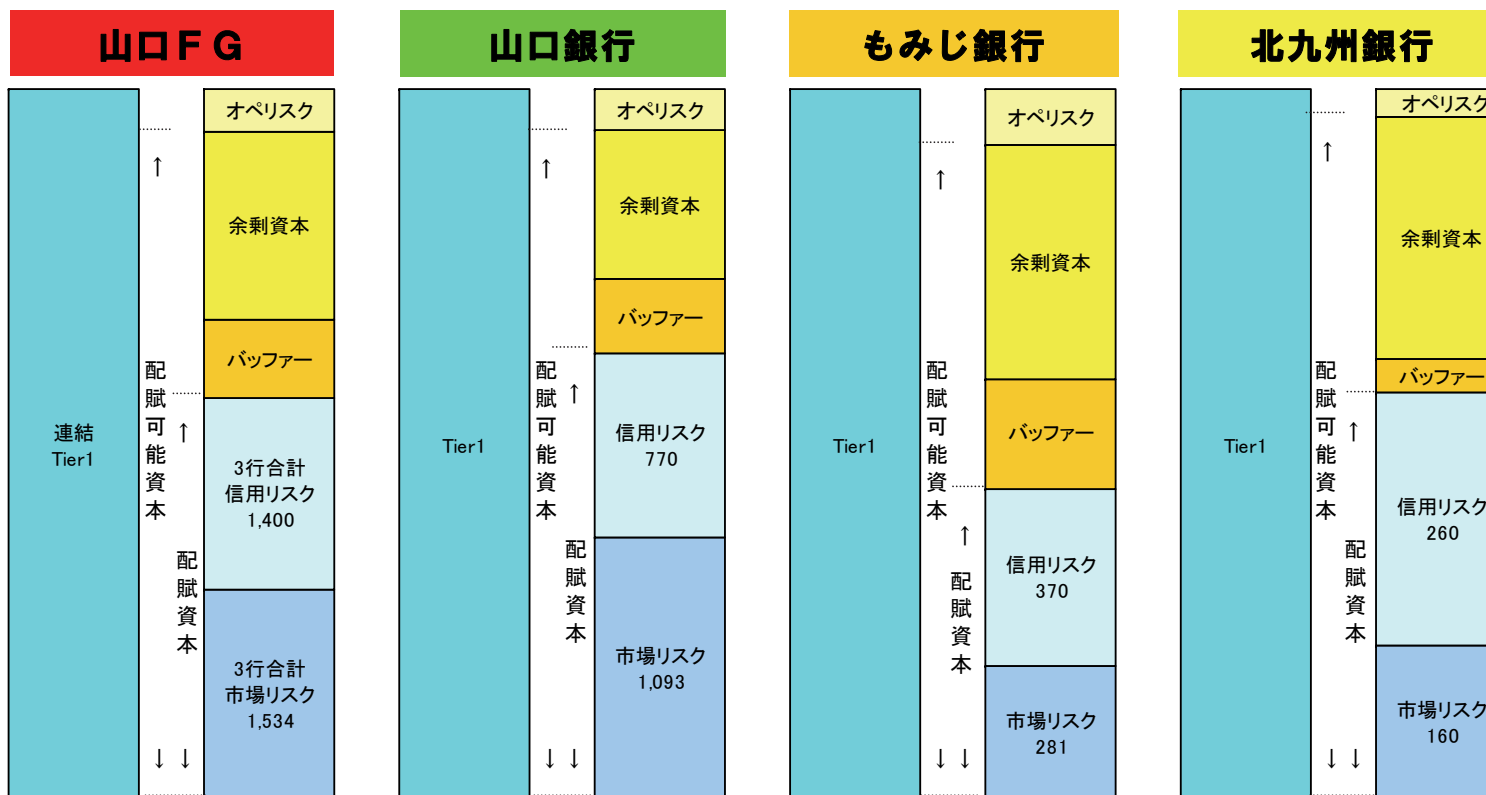 山口ＦＧ
連結
Tier1
↑
配賦可能資本
↓
↑
配賦資本
↓
オペリスク
余剰資本
バッファー
3行合計
信用リスク
1,400
3行合計
市場リスク
1,534
山口銀行
Tier1
↑
配賦可能資本
↓
↑
配賦資本
↓
オペリスク
余剰資本
バッファー
信用リスク
770
市場リスク
1,093
もみじ銀行
Tier1
↑
配賦可能資本
↓
↑
配賦資本
↓
オペリスク
余剰資本
バッファー
信用リスク
370
市場リスク
281
北九州銀行
Tier1
↑
配賦可能資本
↓
↑
配賦資本
↓
オペリスク
余剰資本
バッファー
信用リスク
260
市場リスク
160